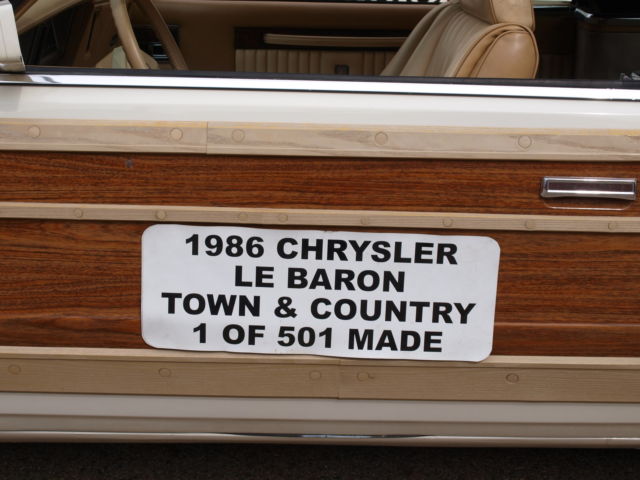 1986 CHRYSLER
LE BARON
TOWN & COUNTRY
1 OF 501 MADE